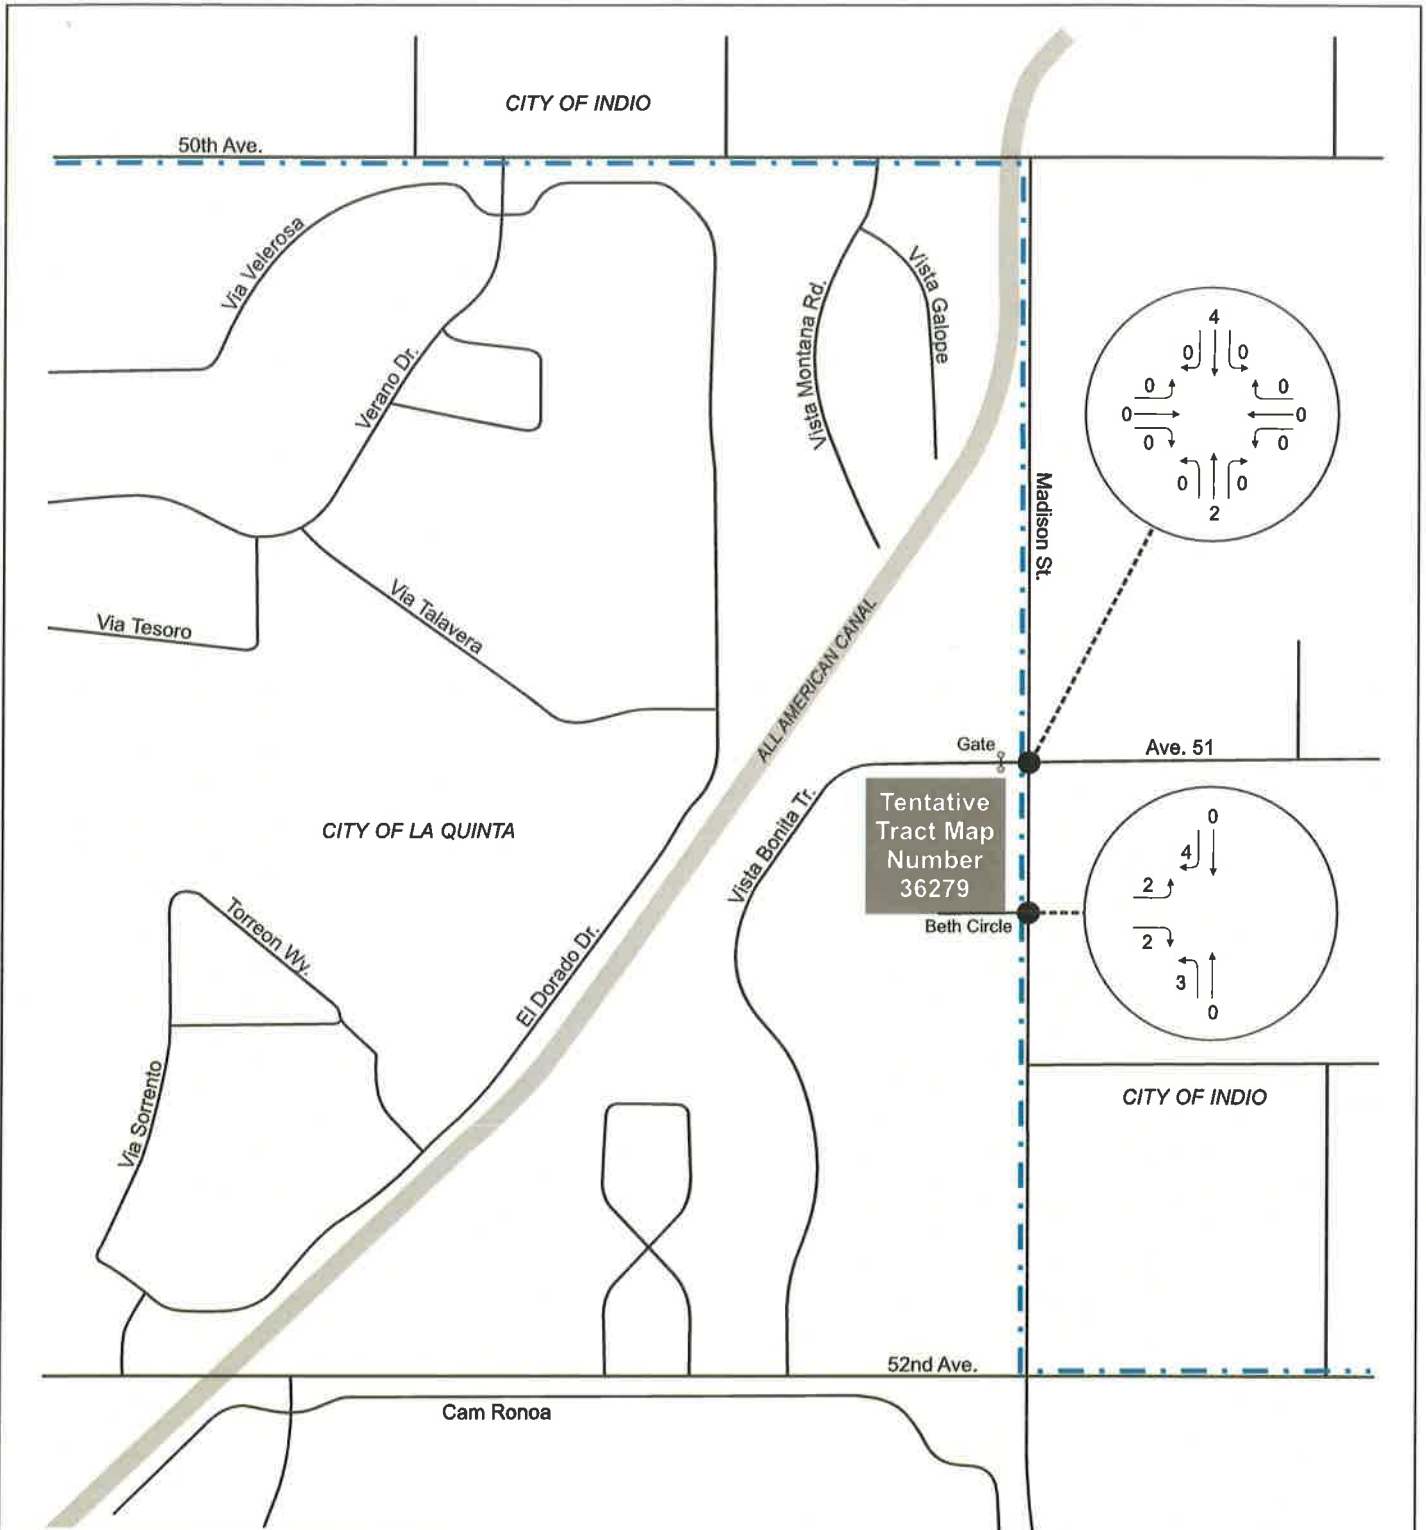 CITY OF INDIO
50th Ave.
Via Velerosa
Vista Galope
Vista Montana Rd.
Verano Dr.
4
0
0
0
0
0
0
0
0
0
0
2
Madison St.
Via Talavera
Via Tesoro
ALL AMERICAN CANAL
Gate
Ave. 51
Tentative
Tract Map
Number
36279
Vista Bonita Tr.
CITY OF LA QUINTA
0
4
2
2
3
0
Beth Circle
Torreon Wy.
El Dorado Dr.
Via Sorrento
CITY OF INDIO
52nd Ave.
Cam Ronoa